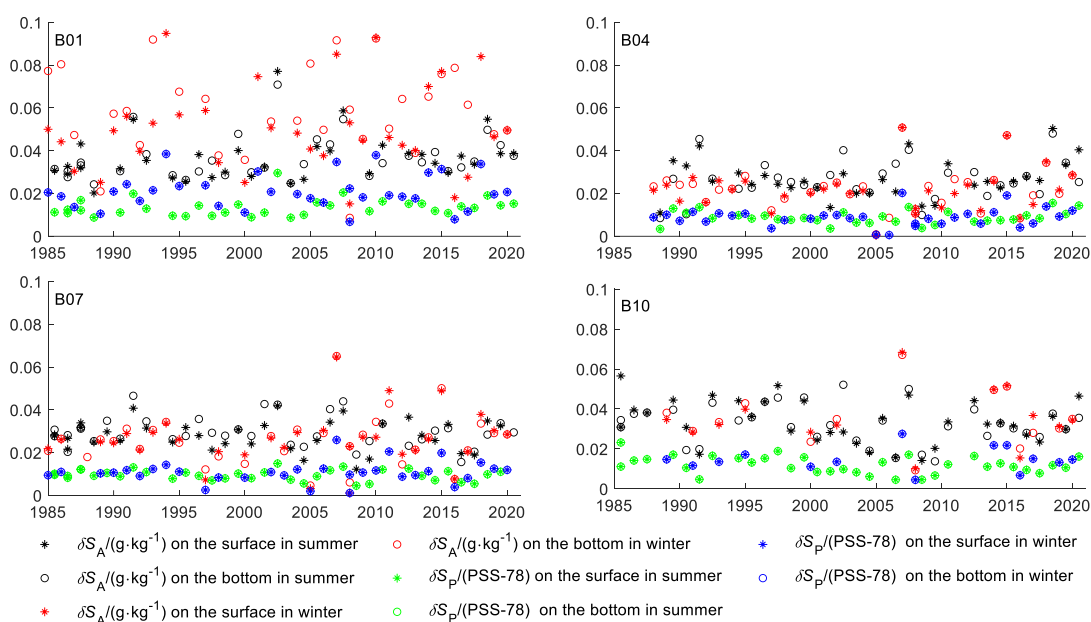 0.1
B01
0.08
0.06
0.04
0.02
0
1985 1990 1995 2000 2005 2010 2015 2020
0.1
B04
0.08
0.06
0.04
0.02
0
1985 1990 1995 2000 2005 2010 2015 2020
0.1
B07
0.08
0.06
0.04
0.02
0
1985 1990 1995 2000 2005 2010 2015 2020
0.1
B10
0.08
0.06
0.04
0.02
0
1985 1990 1995 2000 2005 2010 2015 2020
δS_A/(g·kg⁻¹) on the surface in summer
δS_A/(g·kg⁻¹) on the bottom in summer
δS_A/(g·kg⁻¹) on the surface in winter
δS_A/(g·kg⁻¹) on the bottom in winter
δS_P/(PSS-78) on the surface in summer
δS_P/(PSS-78) on the bottom in summer
δS_P/(PSS-78) on the surface in winter
δS_P/(PSS-78) on the bottom in winter